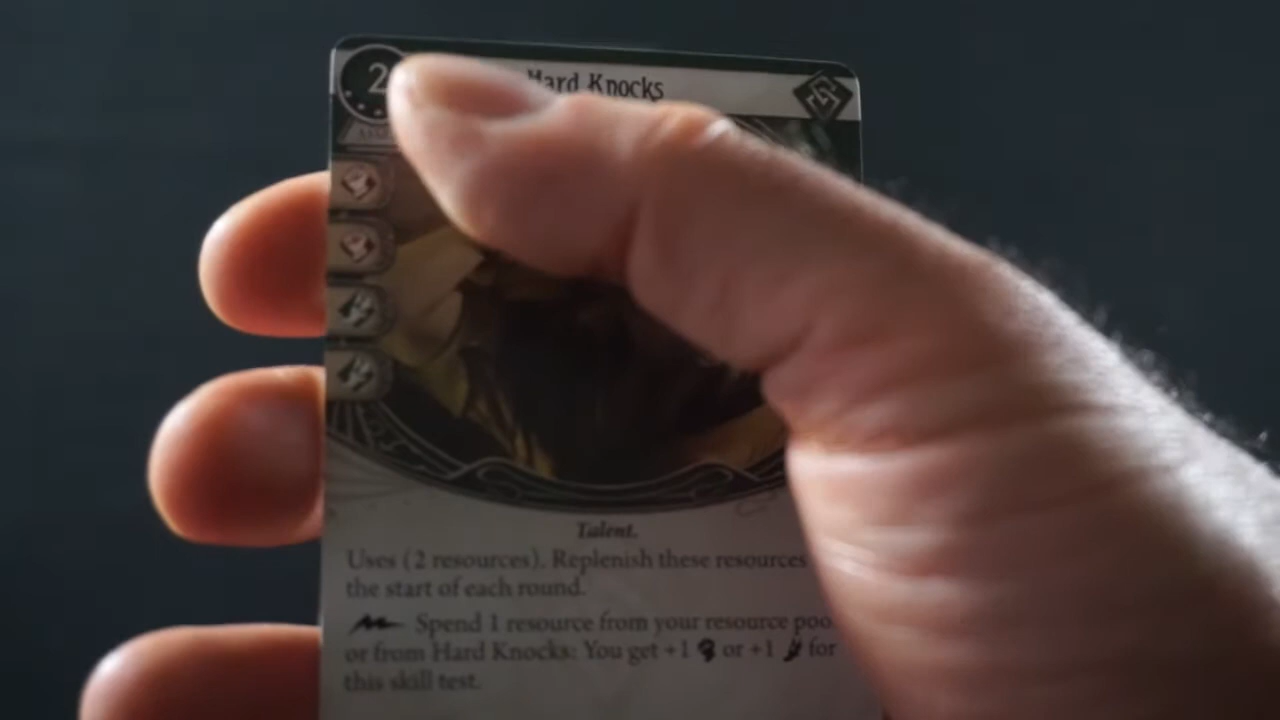 2
Hard Knocks
Talent.
Uses (2 resources). Replenish these resources
the start of each round.
Spend 1 resource from your resource poo
or from Hard Knocks: You get +1 or +1 for
this skill test.